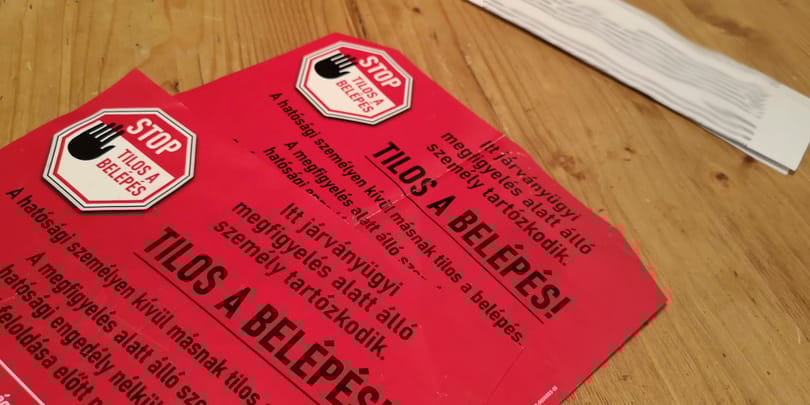 STOP
TILOS A
BELÉPÉS
Itt járványügyi
megfigyelés alatt álló
személy tartózkodik.
TILOS A BELÉPÉS!
A hatósági személyen kívül másnak tilos a belépés.
A megfigyelés alatt álló
hatósági
STOP
TILOS A
BELÉPÉS
Itt járványügyi
megfigyelés alatt álló
személy tartózkodik.
TILOS A BELÉPÉS!
A hatósági személyen kívül másnak tilos
A megfigyelés alatt álló
hatósági engedély nélkül
feloldása előtt